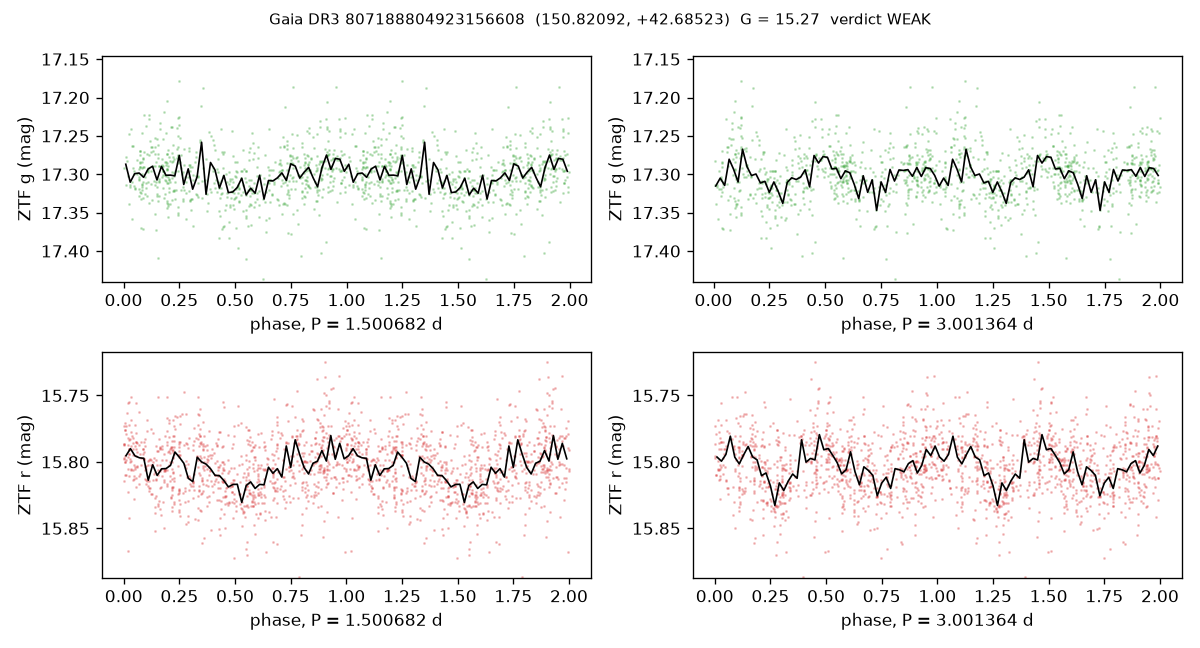 Gaia DR3 807188804923156608  (150.82092, +42.68523)  G = 15.27  verdict WEAK
ZTF g (mag)
17.15
17.20
17.25
17.30
17.35
17.40
0.00 0.25 0.50 0.75 1.00 1.25 1.50 1.75 2.00
phase, P = 1.500682 d
ZTF g (mag)
17.15
17.20
17.25
17.30
17.35
17.40
0.00 0.25 0.50 0.75 1.00 1.25 1.50 1.75 2.00
phase, P = 3.001364 d
ZTF r (mag)
15.75
15.80
15.85
0.00 0.25 0.50 0.75 1.00 1.25 1.50 1.75 2.00
phase, P = 1.500682 d
ZTF r (mag)
15.75
15.80
15.85
0.00 0.25 0.50 0.75 1.00 1.25 1.50 1.75 2.00
phase, P = 3.001364 d